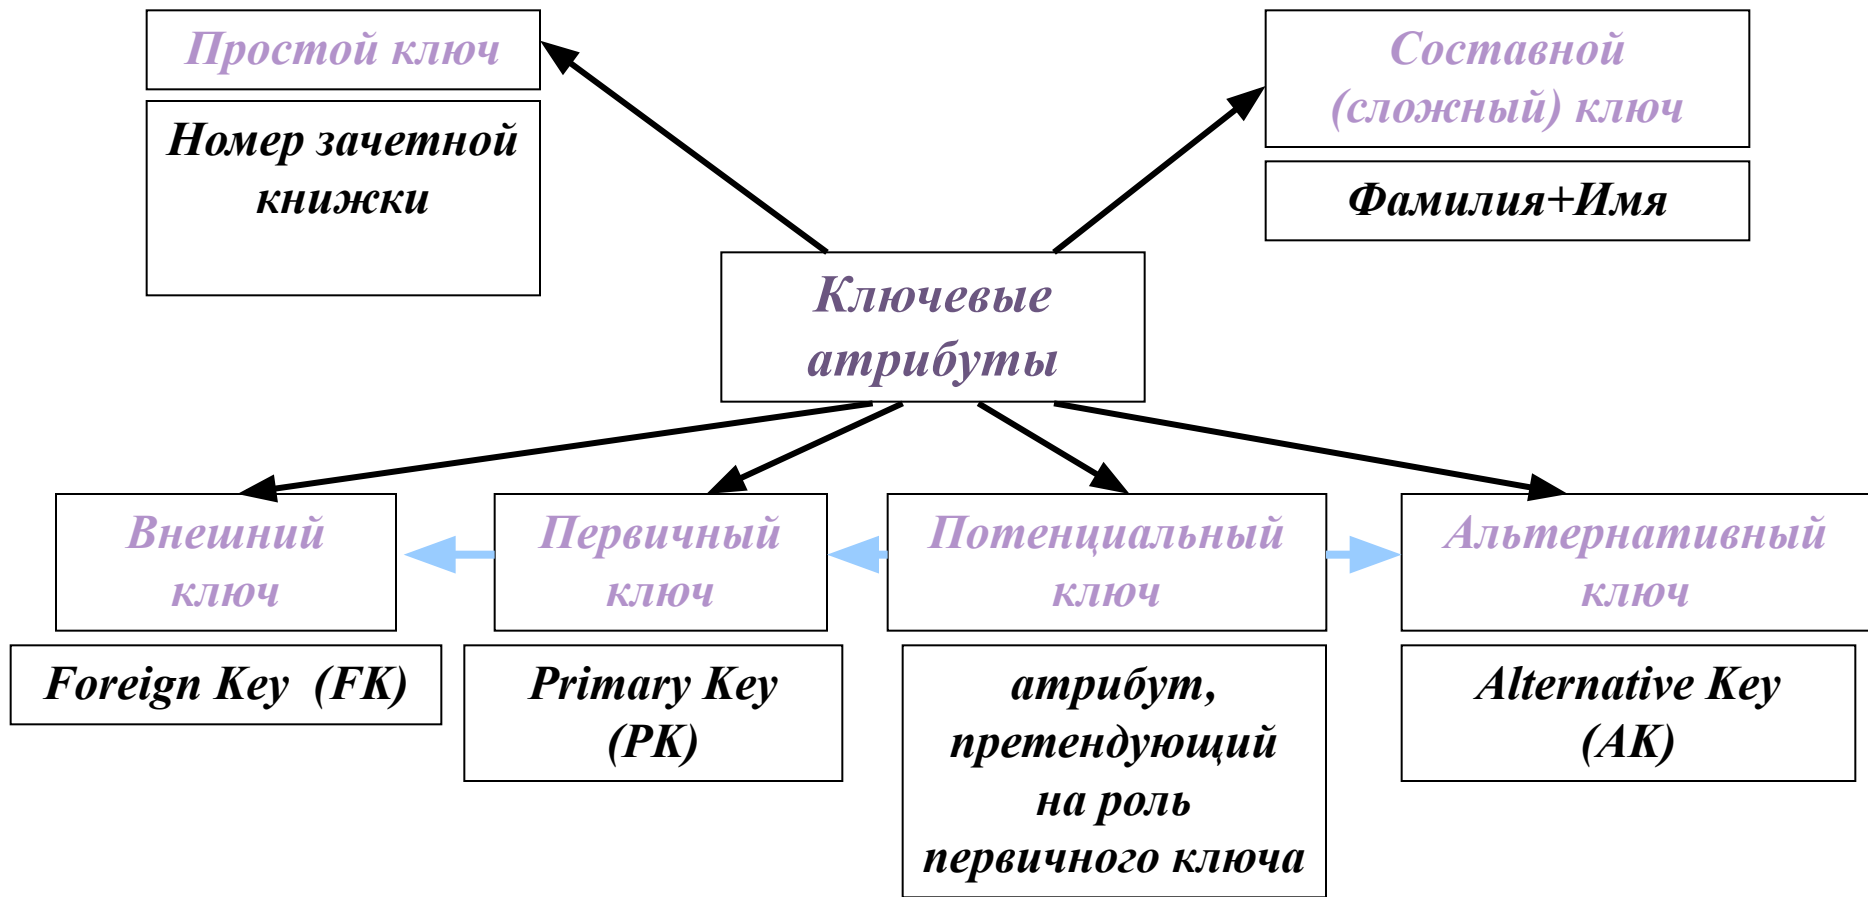 Простой ключ
Номер зачетной
книжки
Составной
(сложный) ключ
Фамилия+Имя
Ключевые
атрибуты
Внешний
ключ
Foreign Key (FK)
Первичный
ключ
Primary Key
(PK)
Потенциальный
ключ
атрибут,
претендующий
на роль
первичного ключа
Альтернативный
ключ
Alternative Key
(AK)